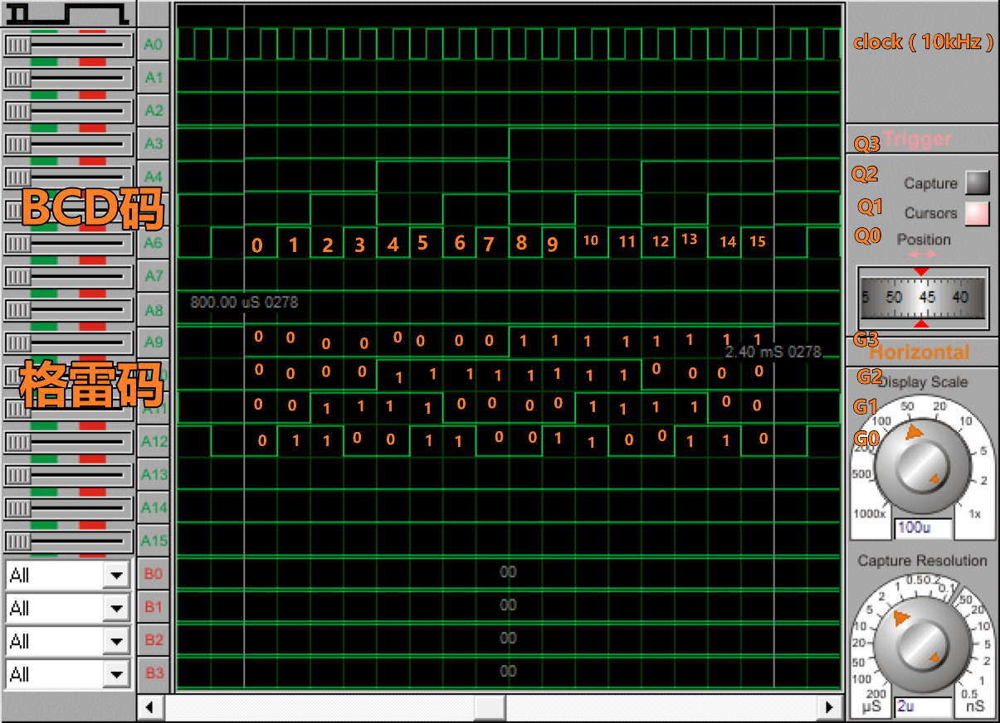 A0
clock ( 10kHz )
A1
A2
A3
Q3
Trigger
A4
Q2
Capture
BCD码
Q1
Cursors
A6
0 1 2 3 4 5 6 7 8 9 10 11 12 13 14 15
Q0
Position
A7
5 50 45 40
800.00 uS 0278
A8
A9
0 0 0 0 0 0 0 0 1 1 1 1 1 1 1 1
G3
2.40 mS 0278
Horizontal
格雷码
0 0 0 0 1 1 1 1 1 1 1 1 0 0 0 0
G2
Display Scale
A11
0 0 1 1 1 1 0 0 0 0 1 1 1 1 0 0
G1
A12
0 1 1 0 0 1 1 0 0 1 1 0 0 1 1 0
G0
1000x
500
200
100
50
20
10
5
2
1x
100u
A13
A14
A15
All
B0
00
Capture Resolution
All
B1
00
All
B2
00
All
B3
00
200
100
50
20
10
5
2
1
0.5
0.2
0.1
50
20
10
5
2
1
0.5
µS
2u
nS